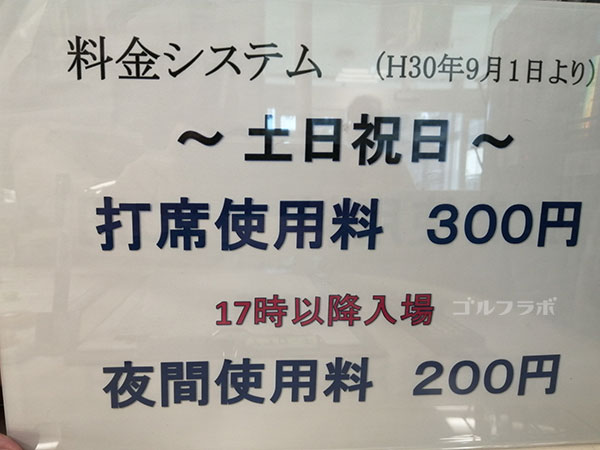 料金システム (H30年9月1日より)
～ 土日祝日 ～
打席使用料 300円
17時以降入場
ゴルフラボ
夜間使用料 200円